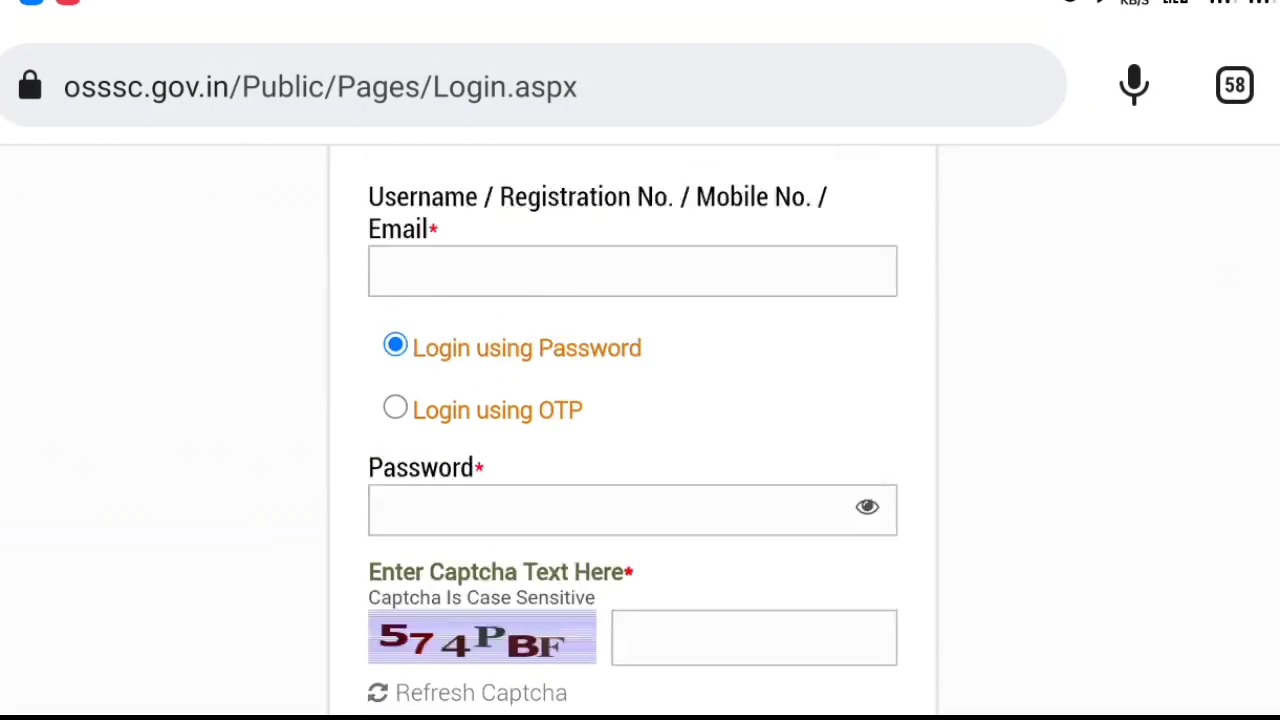 KB/S
osssc.gov.in/Public/Pages/Login.aspx
58
Username / Registration No. / Mobile No. /
Email*
Login using Password
Login using OTP
Password*
Enter Captcha Text Here*
Captcha Is Case Sensitive
574PBF
Refresh Captcha